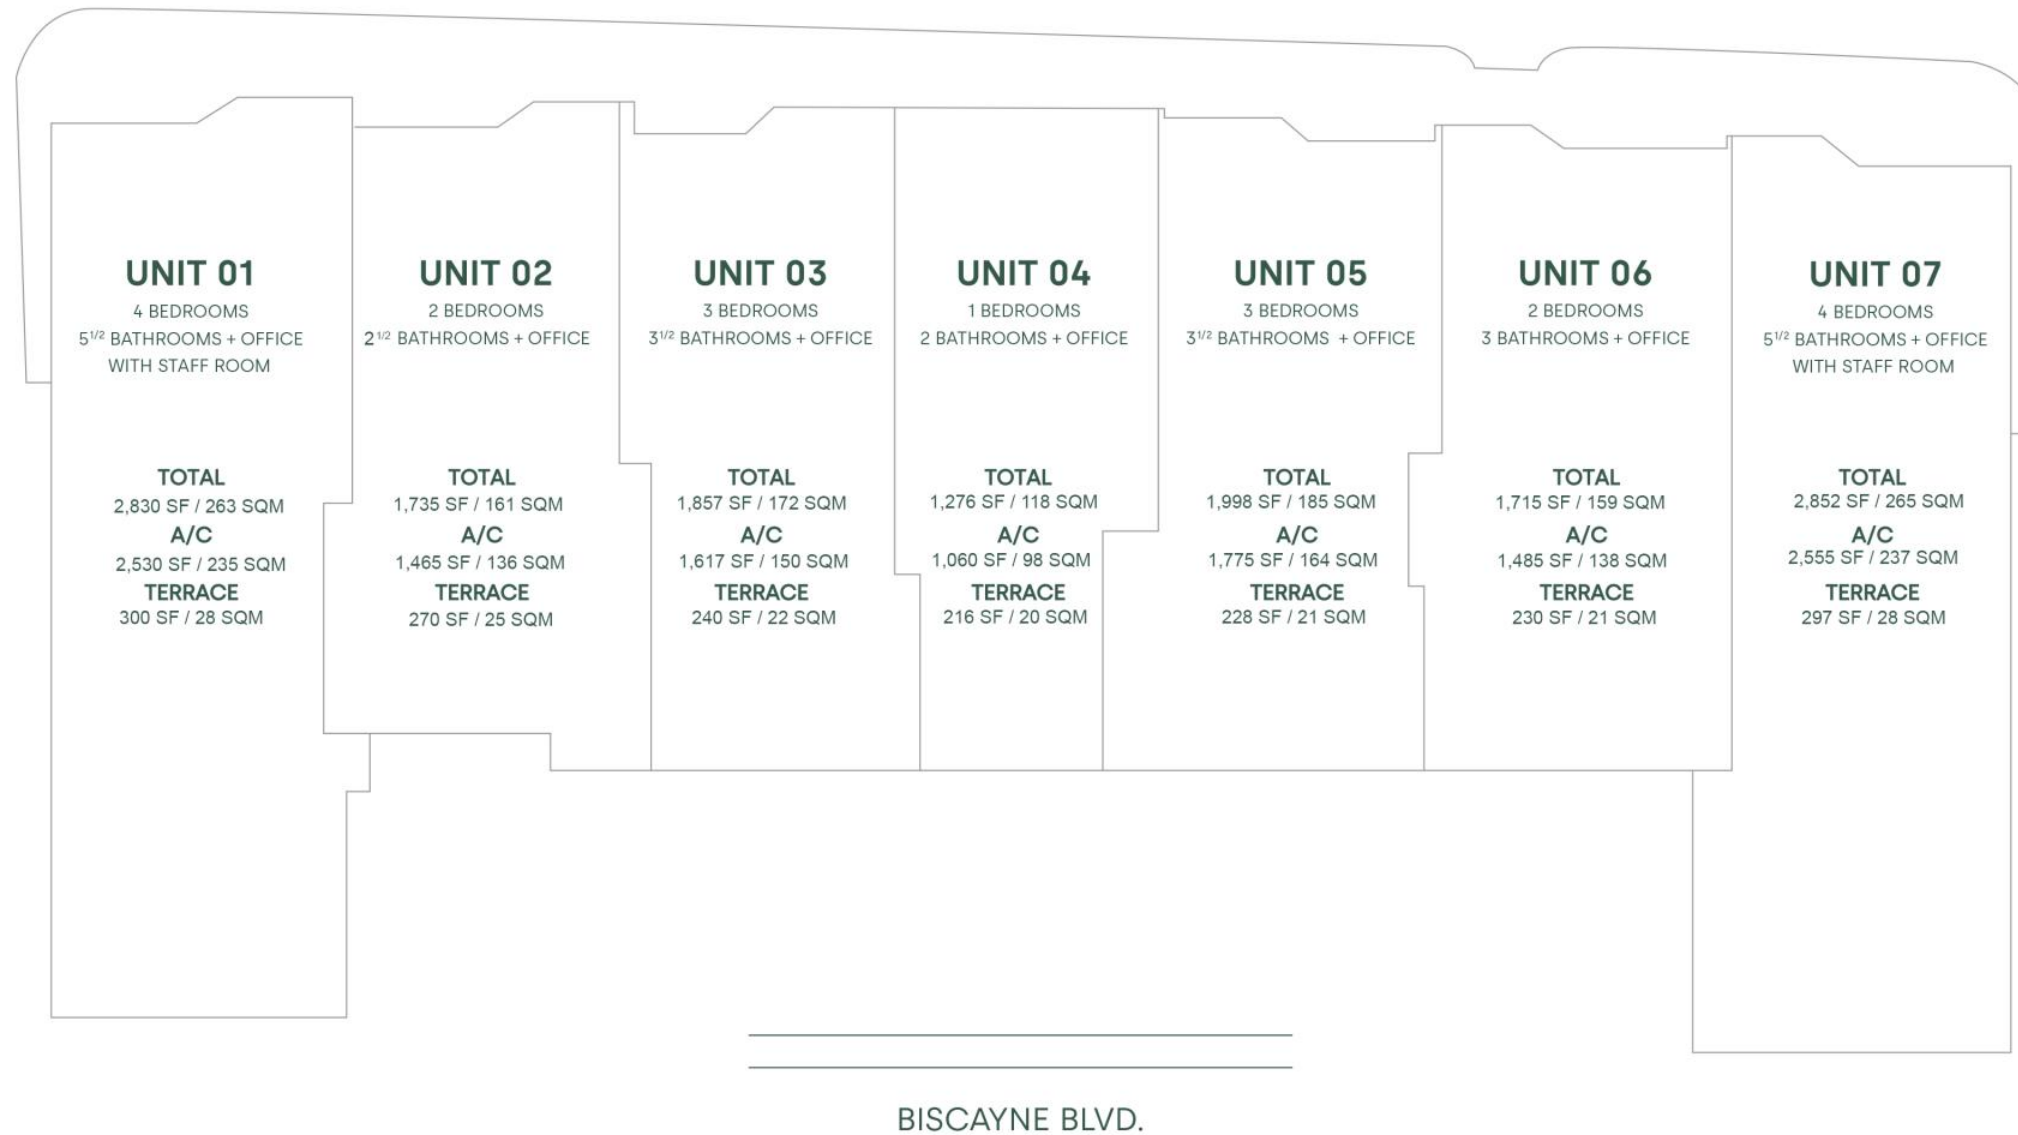 UNIT 01
4 BEDROOMS
5 1/2 BATHROOMS + OFFICE
WITH STAFF ROOM
TOTAL
2,830 SF / 263 SQM
A/C
2,530 SF / 235 SQM
TERRACE
300 SF / 28 SQM
UNIT 02
2 BEDROOMS
2 1/2 BATHROOMS + OFFICE
TOTAL
1,735 SF / 161 SQM
A/C
1,465 SF / 136 SQM
TERRACE
270 SF / 25 SQM
UNIT 03
3 BEDROOMS
3 1/2 BATHROOMS + OFFICE
TOTAL
1,857 SF / 172 SQM
A/C
1,617 SF / 150 SQM
TERRACE
240 SF / 22 SQM
UNIT 04
1 BEDROOMS
2 BATHROOMS + OFFICE
TOTAL
1,276 SF / 118 SQM
A/C
1,060 SF / 98 SQM
TERRACE
216 SF / 20 SQM
UNIT 05
3 BEDROOMS
3 1/2 BATHROOMS + OFFICE
TOTAL
1,998 SF / 185 SQM
A/C
1,775 SF / 164 SQM
TERRACE
228 SF / 21 SQM
UNIT 06
2 BEDROOMS
3 BATHROOMS + OFFICE
TOTAL
1,715 SF / 159 SQM
A/C
1,485 SF / 138 SQM
TERRACE
230 SF / 21 SQM
UNIT 07
4 BEDROOMS
5 1/2 BATHROOMS + OFFICE
WITH STAFF ROOM
TOTAL
2,852 SF / 265 SQM
A/C
2,555 SF / 237 SQM
TERRACE
297 SF / 28 SQM
BISCAYNE BLVD.